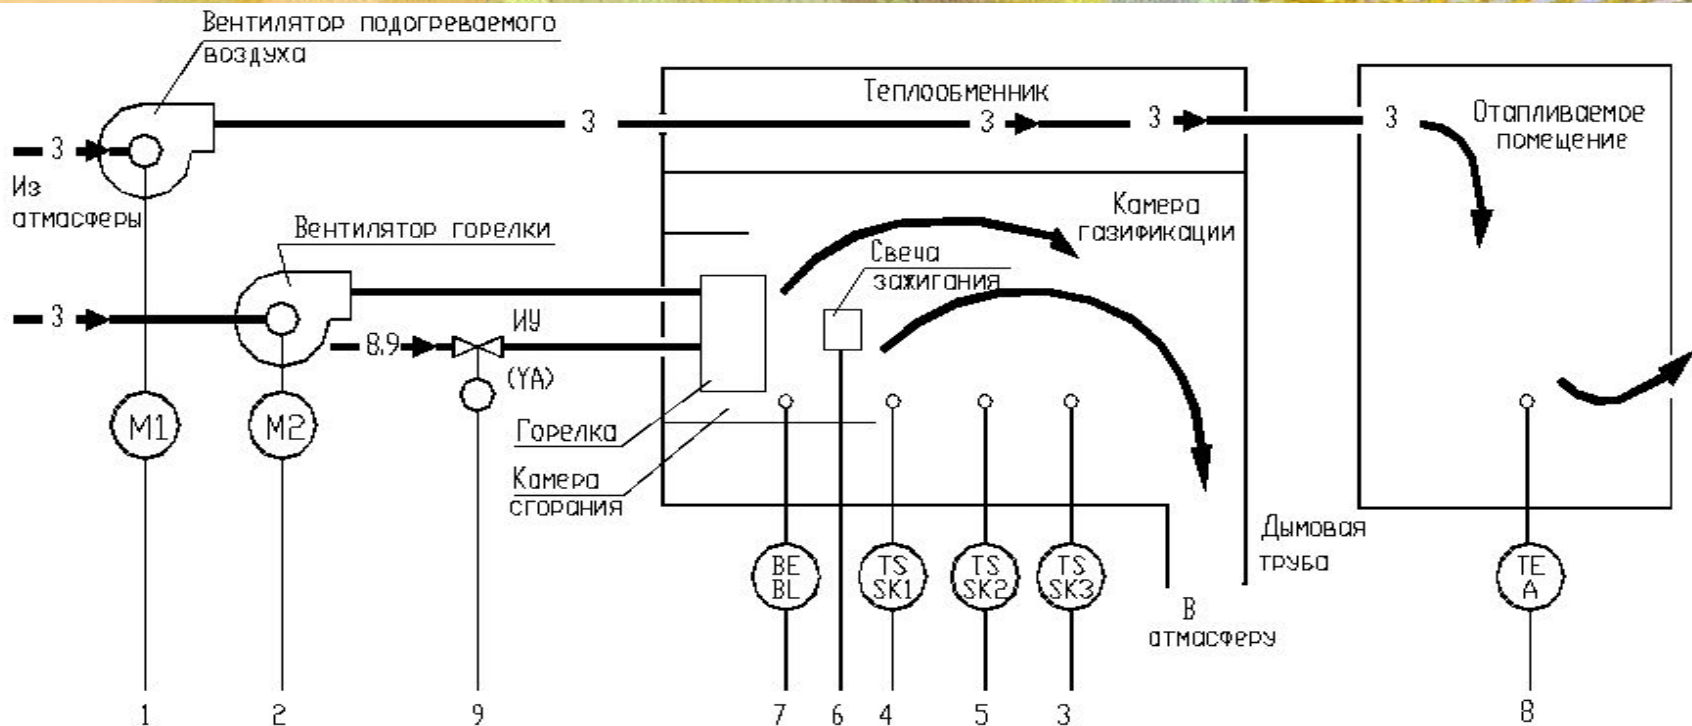 Вентилятор подогреваемого
воздуха
Теплообменник
3
3
3
3
Отапливаемое
помещение
3
Из
атмасферы
Камера
газификации
Вентилятор горелки
Свеча
зажигания
3
ИУ
8,9
(YA)
М1
М2
Горелка
Камера
сгорания
Дымовая
труба
BE
BL
TS
SK1
TS
SK2
TS
SK3
TE
A
В
атмасферу
1
2
9
7
6
4
5
3
8